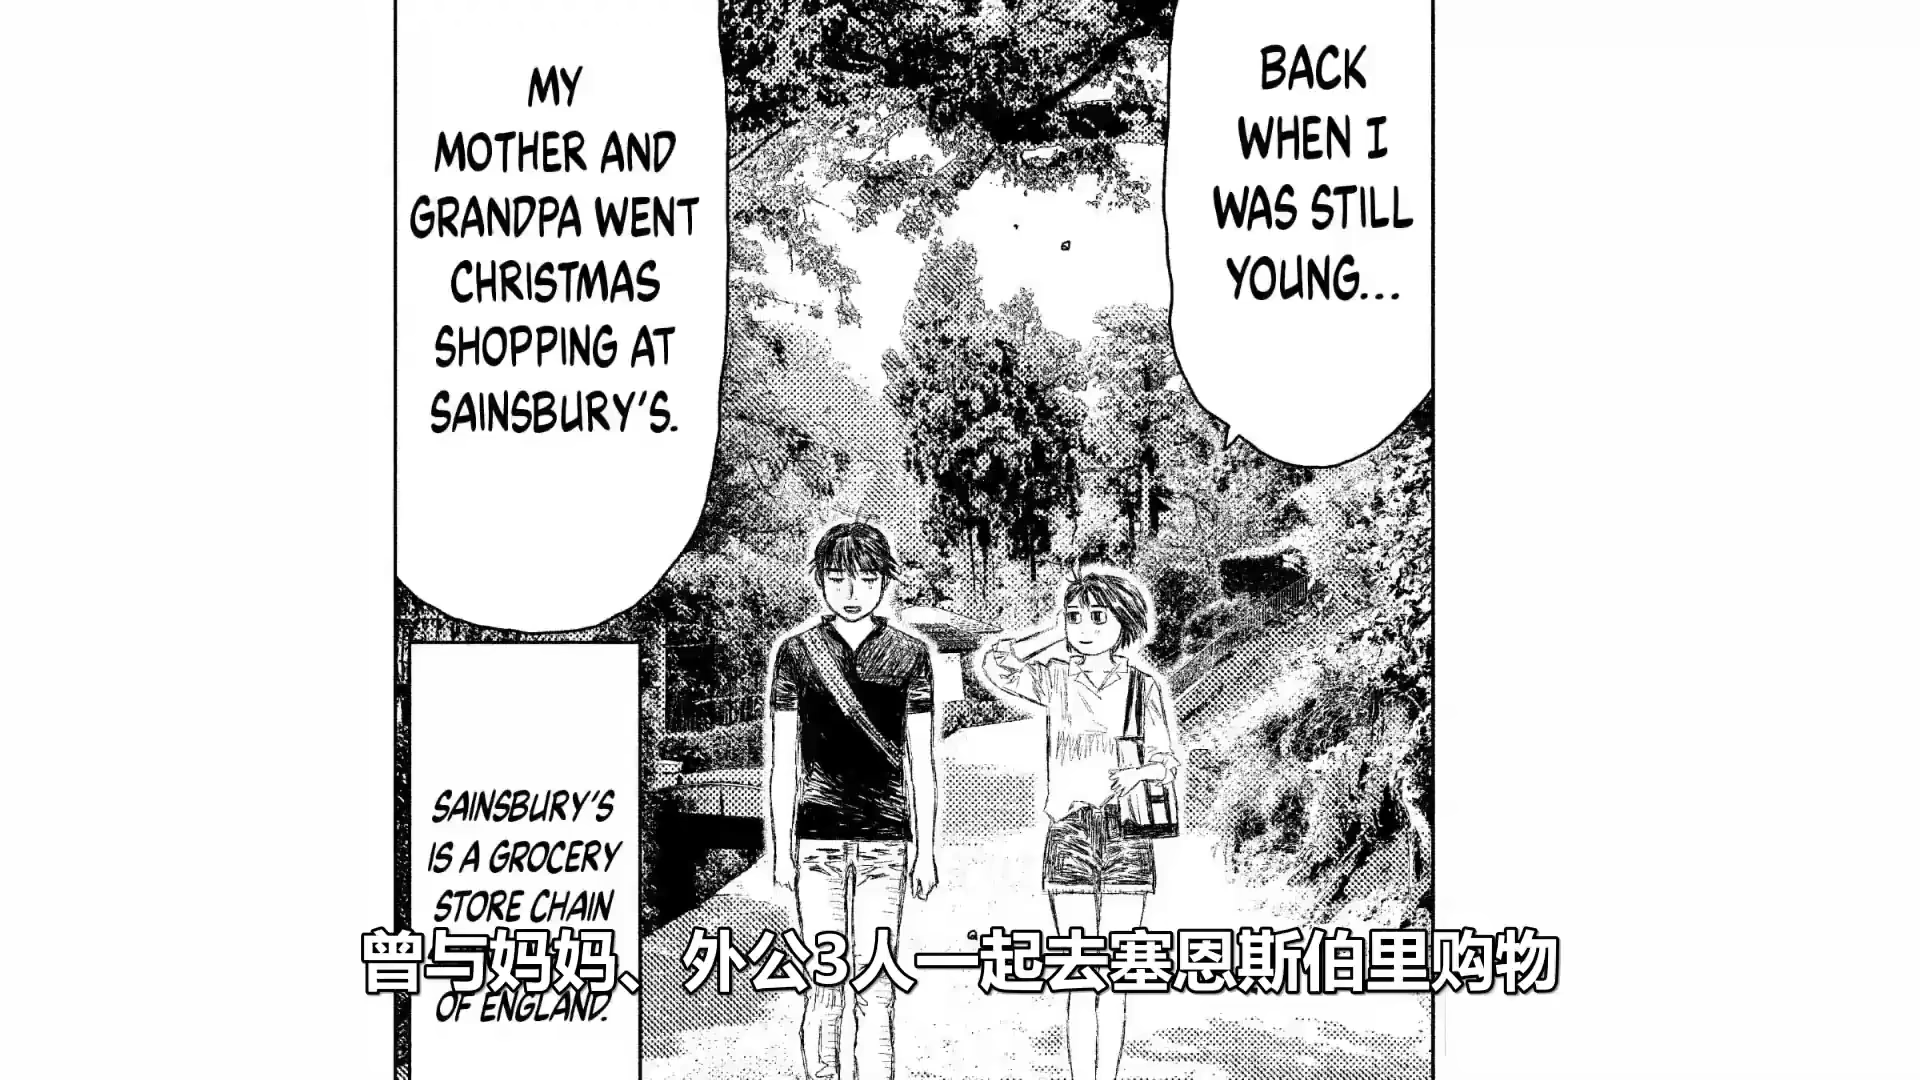 BACK
WHEN I
WAS STILL
YOUNG...
MY
MOTHER AND
GRANDPA WENT
CHRISTMAS
SHOPPING AT
SAINSBURY'S.
SAINSBURY'S
IS A GROCERY
STORE CHAIN
OF ENGLAND.
曾与妈妈、外公3人一起去塞恩斯伯里购物